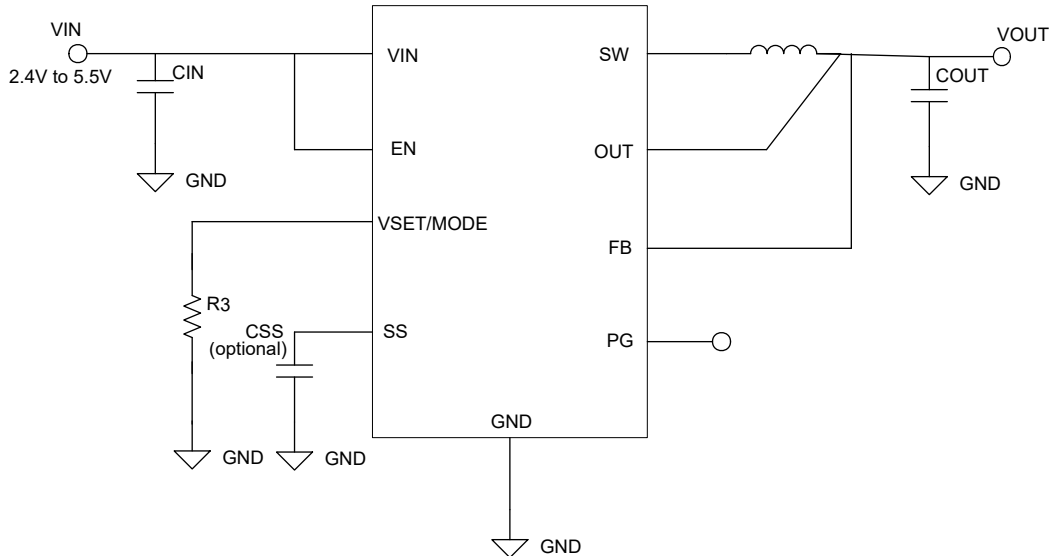 VIN
2.4V to 5.5V
CIN
GND
VIN
EN
VSET/MODE
SS
R3
GND
CSS
(optional)
GND
GND
GND
SW
OUT
FB
PG
VOUT
COUT
GND